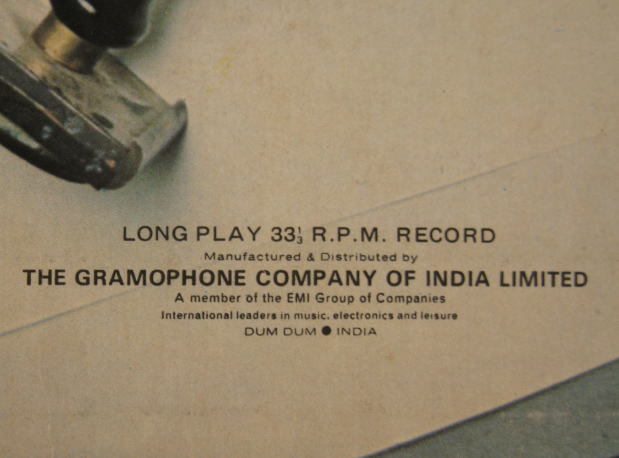 LONG PLAY 33⅓ R.P.M. RECORD
Manufactured & Distributed by
THE GRAMOPHONE COMPANY OF INDIA LIMITED
A member of the EMI Group of Companies
International leaders in music, electronics and leisure
DUM DUM ● INDIA